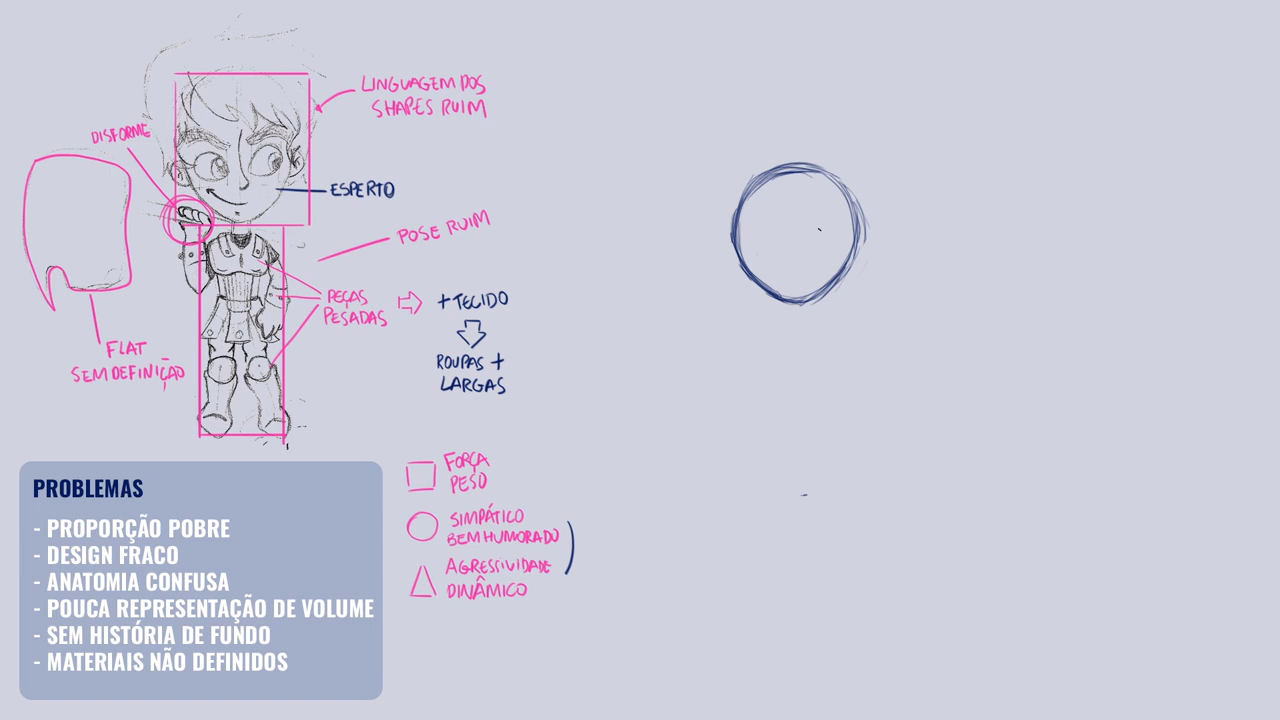 LINGUAGEM DOS
SHAPES RUIM
DISFORME
ESPERTO
POSE RUIM
PEÇAS
PESADAS
+ TECIDO
ROUPAS +
LARGAS
FLAT
SEM DEFINIÇÃO
FORÇA
PESO
SIMPÁTICO
BEM HUMORADO
AGRESSIVIDADE
DINÂMICO
PROBLEMAS
- PROPORÇÃO POBRE
- DESIGN FRACO
- ANATOMIA CONFUSA
- POUCA REPRESENTAÇÃO DE VOLUME
- SEM HISTÓRIA DE FUNDO
- MATERIAIS NÃO DEFINIDOS